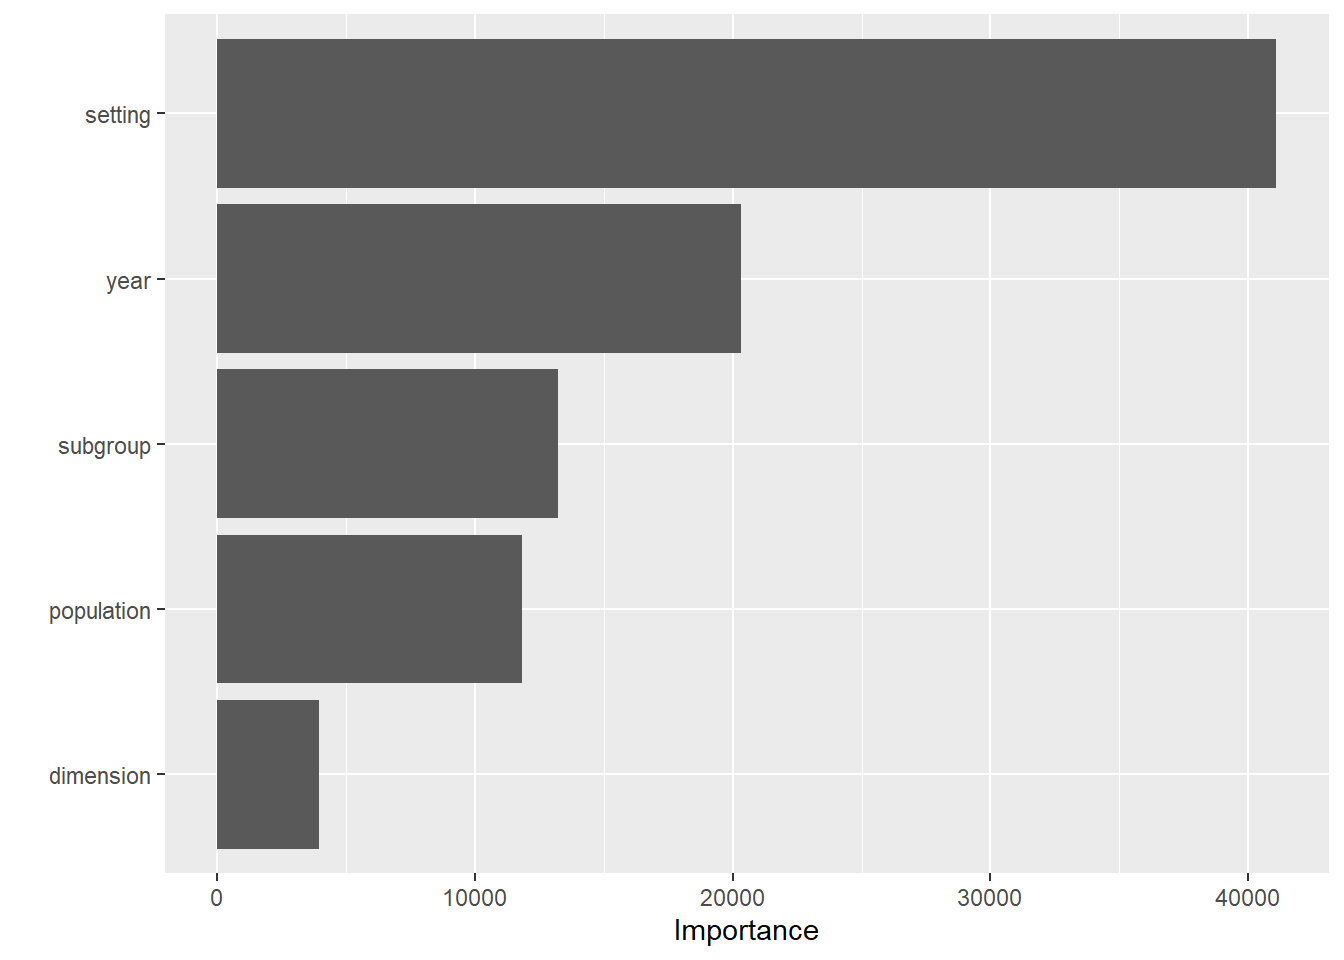 setting
year
subgroup
population
dimension
0 10000 20000 30000 40000
Importance